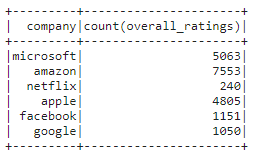 +---------+----------------------+
| company|count(overall_ratings)|
+---------+----------------------+
|microsoft| 5063|
| amazon| 7553|
| netflix| 240|
| apple| 4805|
| facebook| 1151|
| google| 1050|
+---------+----------------------+